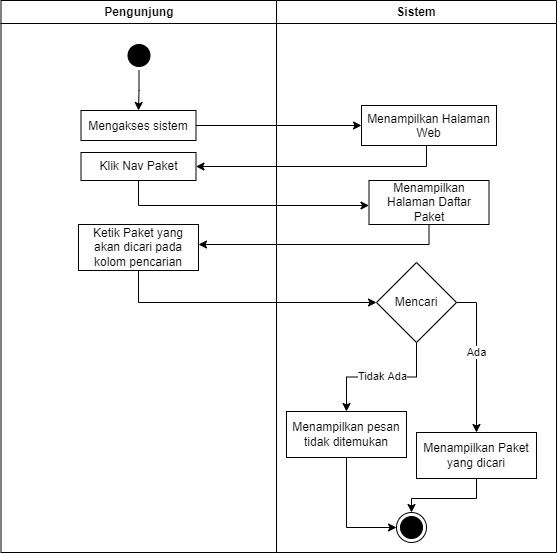 Pengunjung
Sistem
Mengakses sistem
Menampilkan Halaman
Web
Klik Nav Paket
Menampilkan
Halaman Daftar
Paket
Ketik Paket yang
akan dicari pada
kolom pencarian
Mencari
Ada
Tidak Ada
Menampilkan pesan
tidak ditemukan
Menampilkan Paket
yang dicari